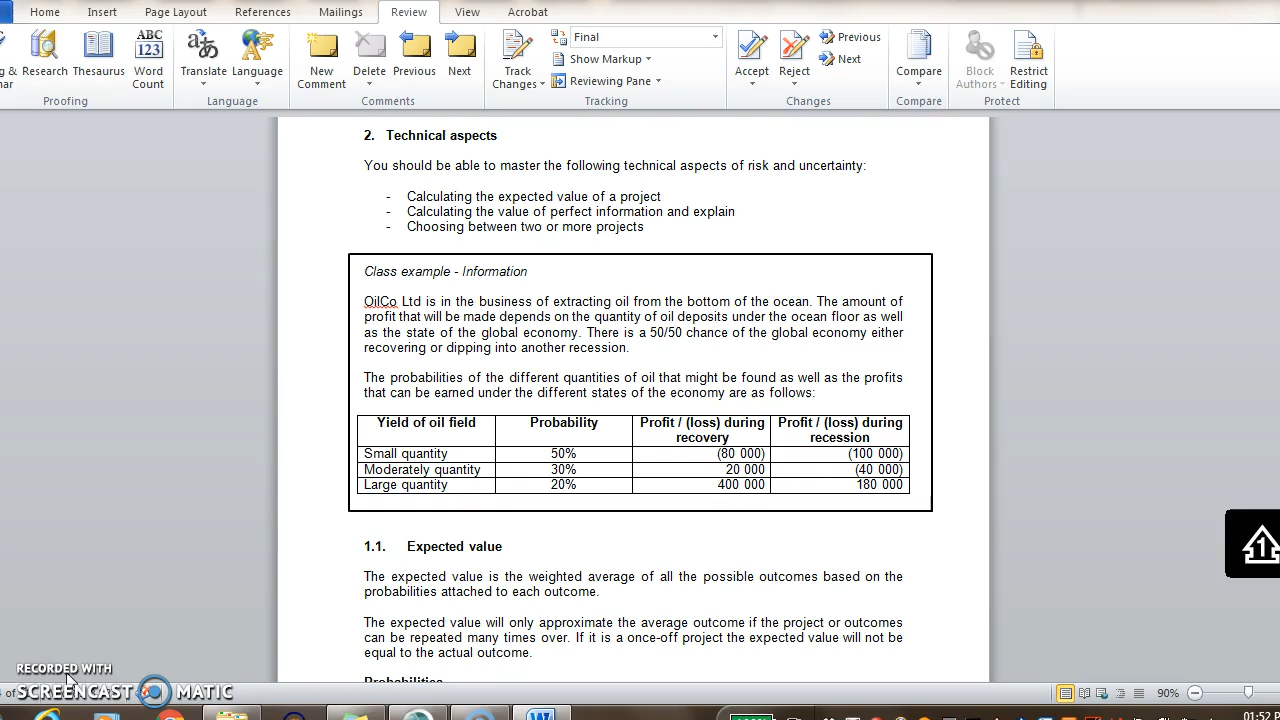 Home Insert Page Layout References Mailings Review View Acrobat
ABC
123
Research Thesaurus Word Count
Proofing
Translate Language
Language
New Comment Delete Previous Next
Comments
Track Changes
Final
Show Markup
Reviewing Pane
Tracking
Accept Reject Previous
Next
Changes
Compare
Compare
Block Authors Restrict Editing
Protect
2. Technical aspects
You should be able to master the following technical aspects of risk and uncertainty:
- Calculating the expected value of a project
- Calculating the value of perfect information and explain
- Choosing between two or more projects
Class example - Information
OilCo Ltd is in the business of extracting oil from the bottom of the ocean. The amount of
profit that will be made depends on the quantity of oil deposits under the ocean floor as well
as the state of the global economy. There is a 50/50 chance of the global economy either
recovering or dipping into another recession.
The probabilities of the different quantities of oil that might be found as well as the profits
that can be earned under the different states of the economy are as follows:
Yield of oil field Probability Profit / (loss) during recovery Profit / (loss) during recession
Small quantity 50% (80 000) (100 000)
Moderately quantity 30% 20 000 (40 000)
Large quantity 20% 400 000 180 000
1.1. Expected value
The expected value is the weighted average of all the possible outcomes based on the
probabilities attached to each outcome.
The expected value will only approximate the average outcome if the project or outcomes
can be repeated many times over. If it is a once-off project the expected value will not be
equal to the actual outcome.
Probabilities
1
RECORDED WITH
SCREENCAST MATIC
of
90%
01:52